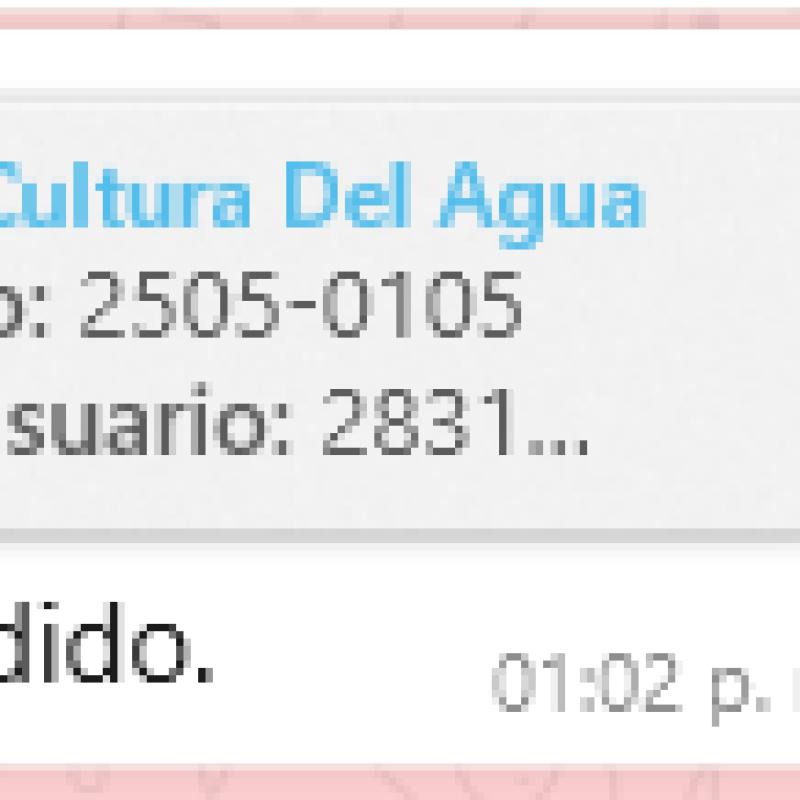 Cultura Del Agua
o: 2505-0105
suario: 2831...
dido.
01:02 p.